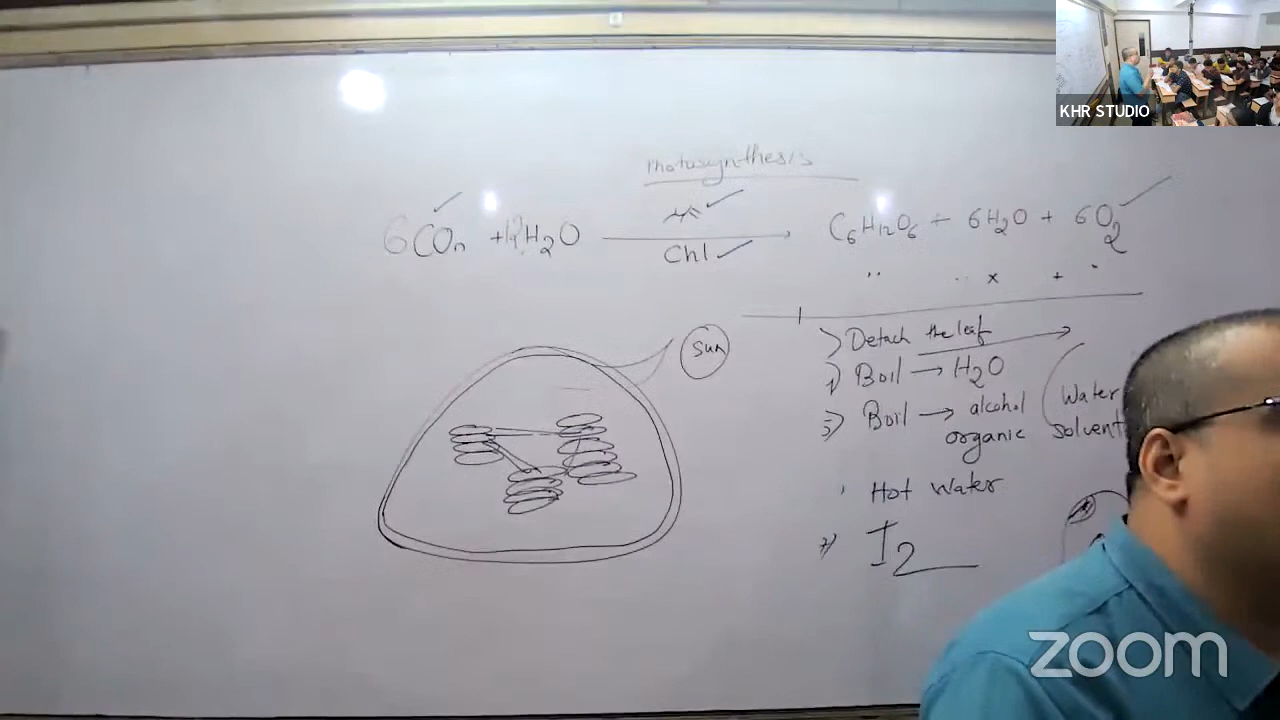 KHR STUDIO
Photosynthesis
6CO2 + 12H2O → C6H12O6 + 6H2O + 6O2
Chl
Sun
Detach the leaf
Boil → H2O
Boil → alcohol
organic
Water
solvent
Hot Water
I2
zoom